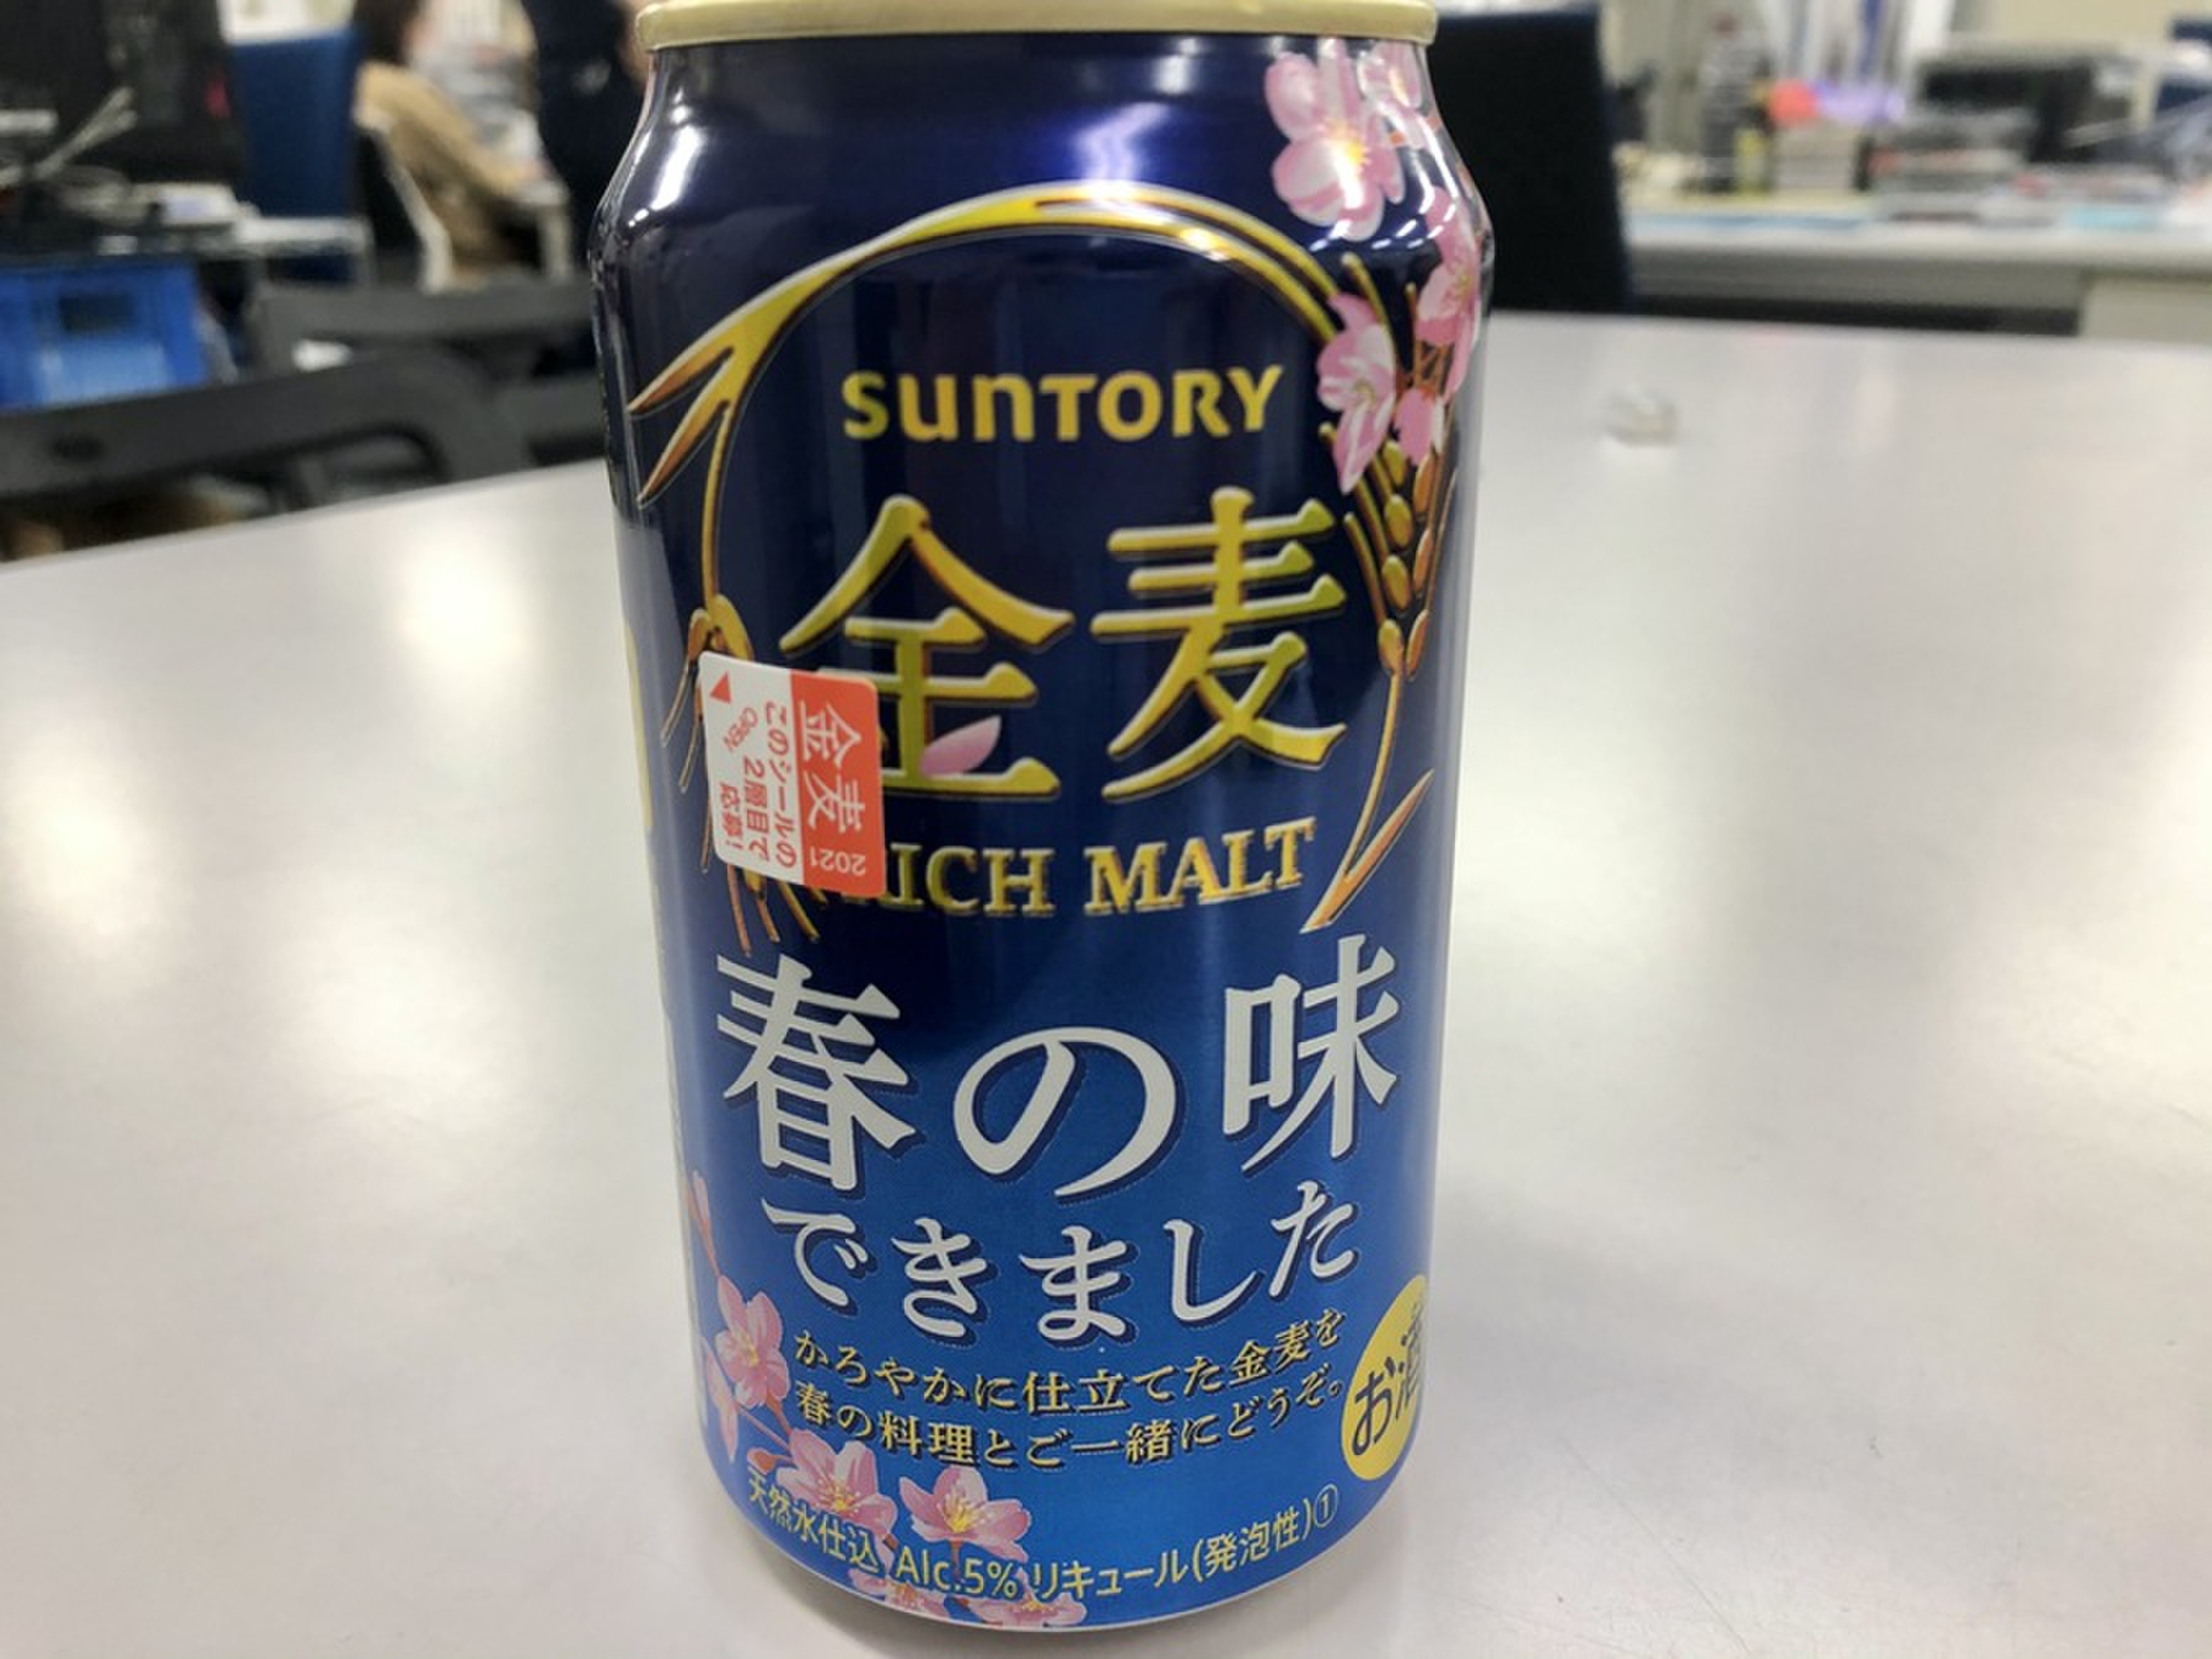 SUNTORY
金麦
RICH MALT
金麦 2021
このシールの
2層目で
応募!
OPEN
春の味
できました
かろやかに仕立てた金麦を
春の料理とご一緒にどうぞ。
お酒
天然水仕込 Alc.5% リキュール(発泡性)①